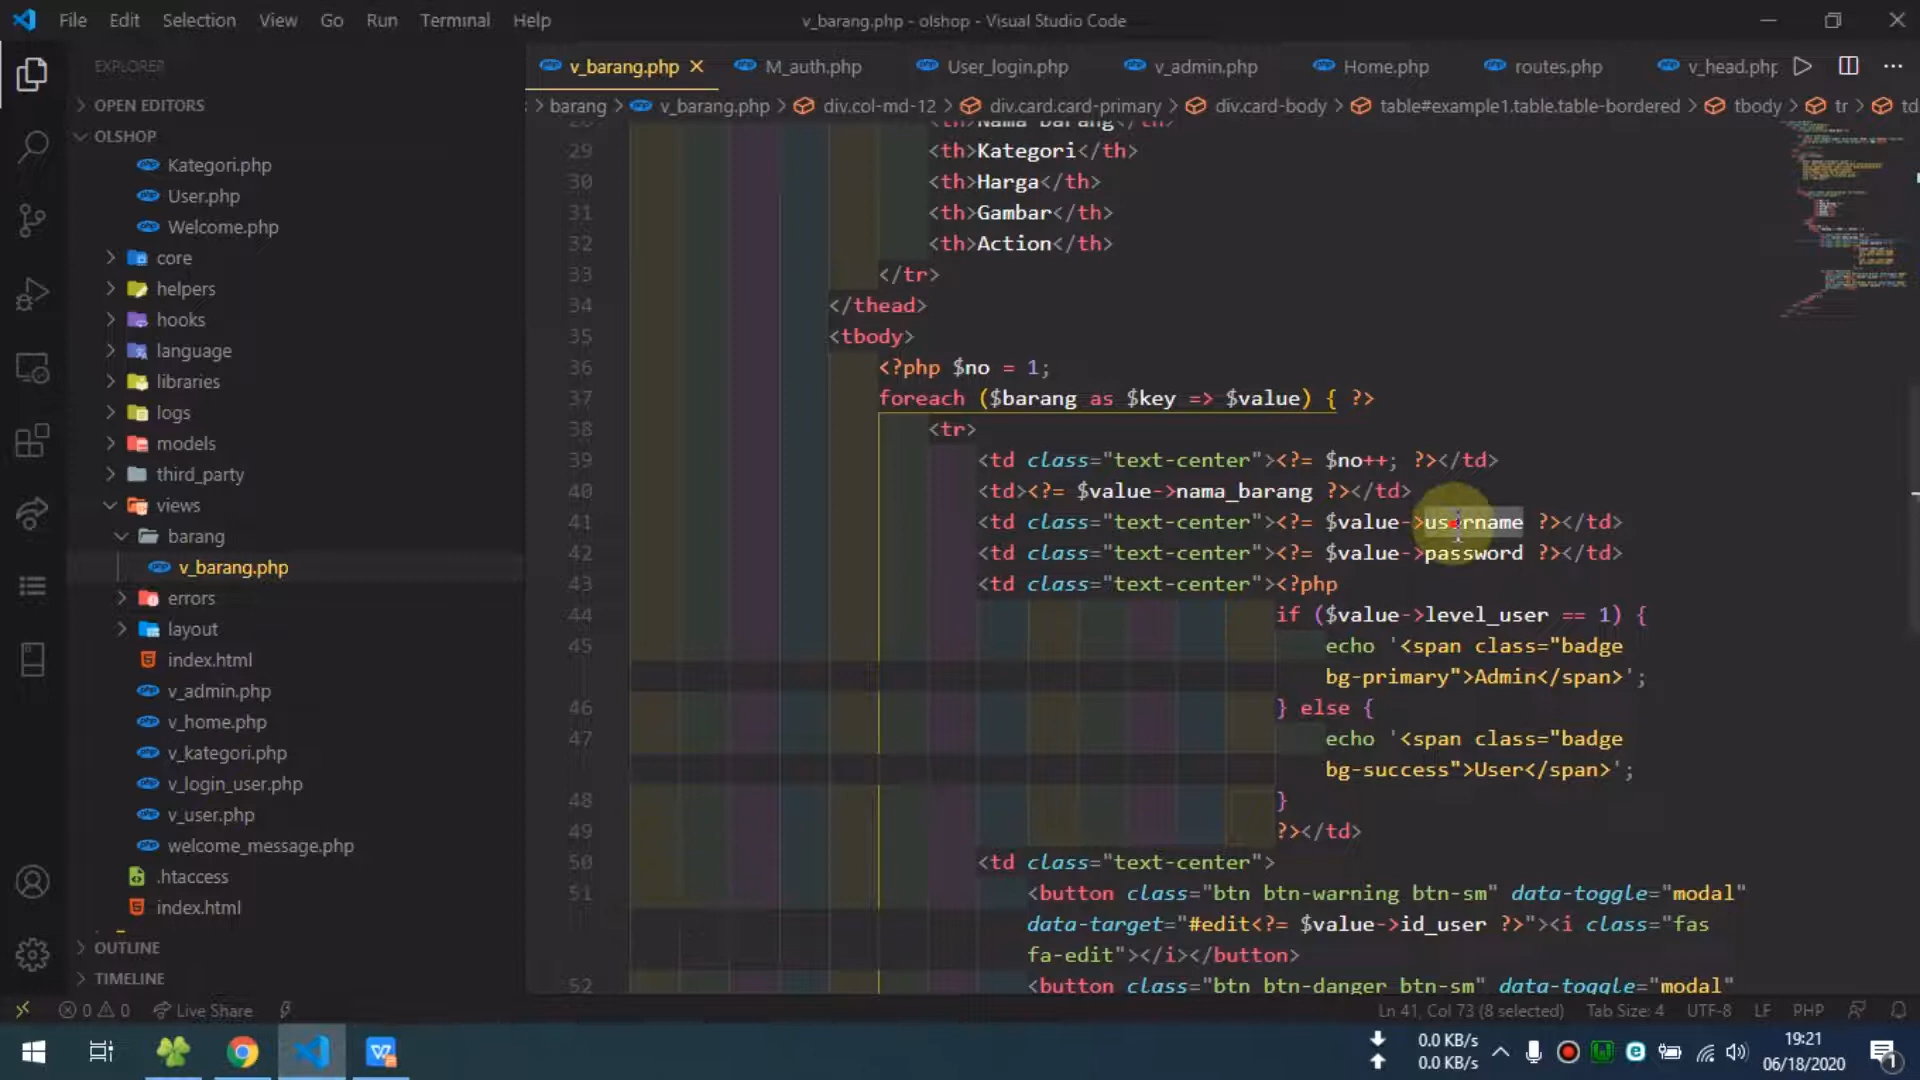 File Edit Selection View Go Run Terminal Help
v_barang.php - olshop - Visual Studio Code
EXPLORER
v_barang.php M_auth.php User_login.php v_admin.php Home.php routes.php v_head.php
OPEN EDITORS
OLSHOP
Kategori.php
User.php
Welcome.php
core
helpers
hooks
language
libraries
logs
models
third_party
views
barang
v_barang.php
errors
layout
index.html
v_admin.php
v_home.php
v_kategori.php
v_login_user.php
v_user.php
welcome_message.php
.htaccess
index.html
OUTLINE
TIMELINE
> barang > v_barang.php > div.col-md-12 > div.card.card-primary > div.card-body > table#example1.table.table-bordered > tbody > tr > td
28 <th>Nama Barang</th>
29 <th>Kategori</th>
30 <th>Harga</th>
31 <th>Gambar</th>
32 <th>Action</th>
33 </tr>
34 </thead>
35 <tbody>
36 <?php $no = 1;
37 foreach ($barang as $key => $value) { ?>
38 <tr>
39 <td class="text-center"><?= $no++; ?></td>
40 <td><?= $value->nama_barang ?></td>
41 <td class="text-center"><?= $value->username ?></td>
42 <td class="text-center"><?= $value->password ?></td>
43 <td class="text-center"><?php
44 if ($value->level_user == 1) {
45 echo '<span class="badge
bg-primary">Admin</span>';
46 } else {
47 echo '<span class="badge
bg-success">User</span>';
48 }
49 ?></td>
50 <td class="text-center">
51 <button class="btn btn-warning btn-sm" data-toggle="modal"
data-target="#edit<?= $value->id_user ?>"><i class="fas
fa-edit"></i></button>
52 <button class="btn btn-danger btn-sm" data-toggle="modal"
0 0 Live Share
Ln 41, Col 73 (8 selected) Tab Size: 4 UTF-8 LF PHP
0.0 KB/s
0.0 KB/s
19:21
06/18/2020
1